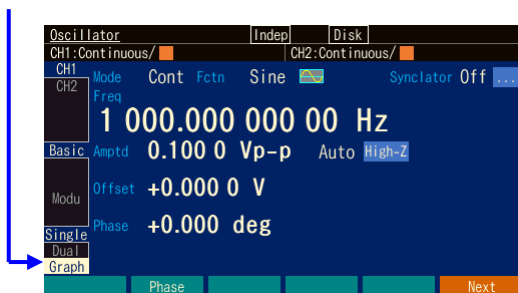 Oscillator Indep Disk
CH1:Continuous/ CH2:Continuous/
CH1 Mode Cont Fctn Sine Synclator Off ...
CH2 Freq
1 000.000 000 00 Hz
Basic Amptd 0.100 0 Vp-p Auto High-Z
Modu Offset +0.000 0 V
Single Phase +0.000 deg
Dual
Graph
Phase Next